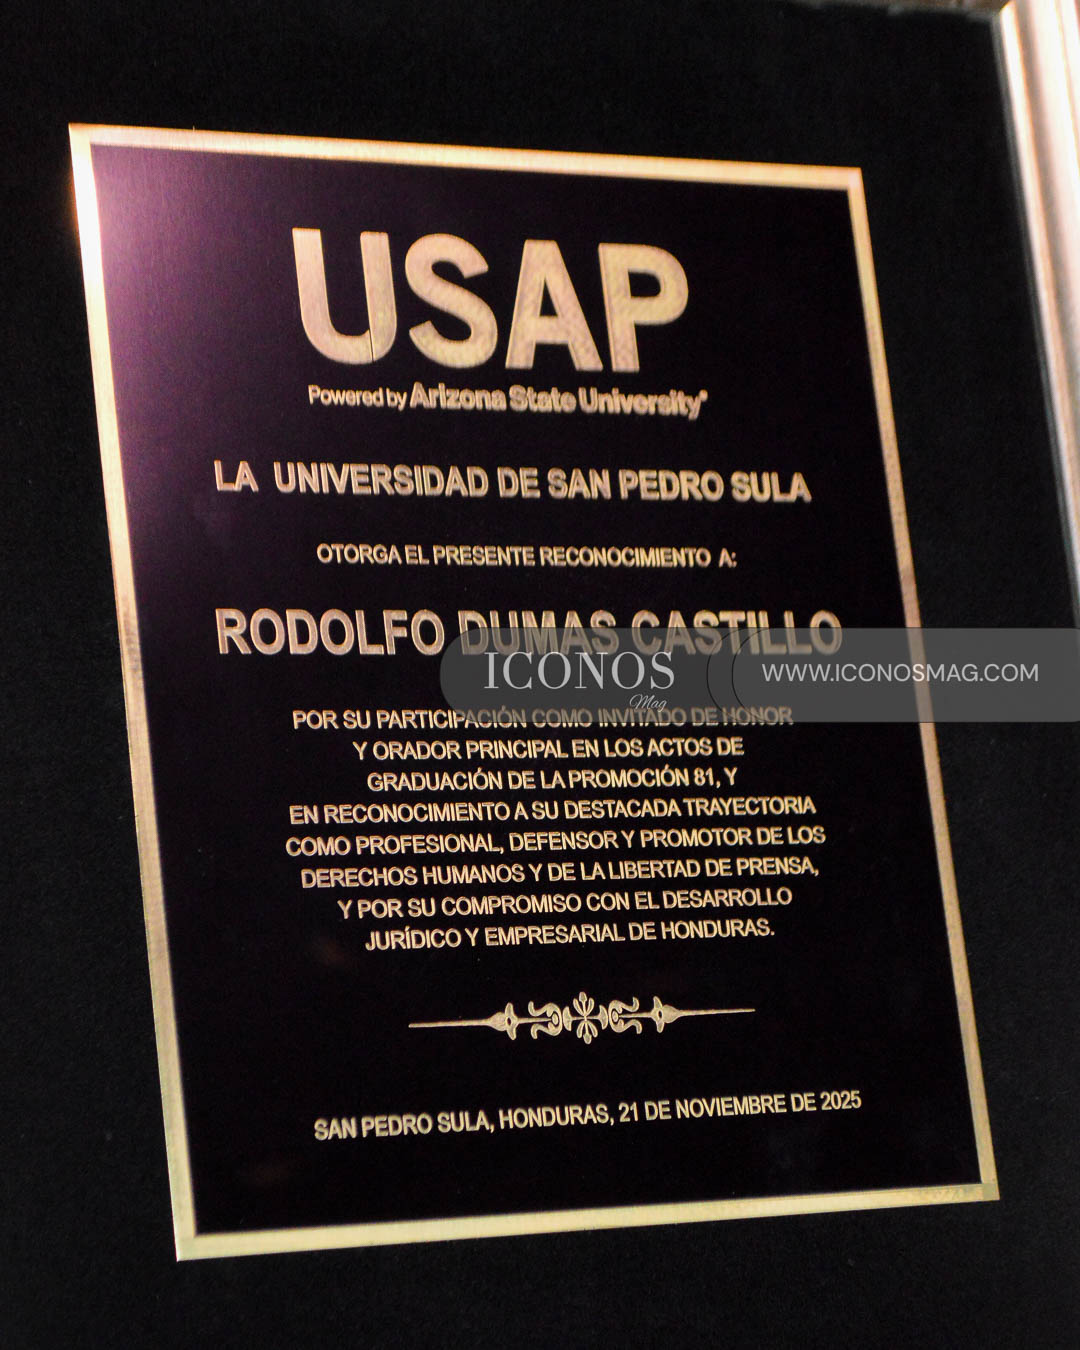 USAP
Powered by Arizona State University®
LA UNIVERSIDAD DE SAN PEDRO SULA
OTORGA EL PRESENTE RECONOCIMIENTO A:
RODOLFO DUMAS CASTILLO
ICONOS
Mag
WWW.ICONOSMAG.COM
POR SU PARTICIPACIÓN COMO INVITADO DE HONOR
Y ORADOR PRINCIPAL EN LOS ACTOS DE
GRADUACIÓN DE LA PROMOCIÓN 81, Y
EN RECONOCIMIENTO A SU DESTACADA TRAYECTORIA
COMO PROFESIONAL, DEFENSOR Y PROMOTOR DE LOS
DERECHOS HUMANOS Y DE LA LIBERTAD DE PRENSA,
Y POR SU COMPROMISO CON EL DESARROLLO
JURÍDICO Y EMPRESARIAL DE HONDURAS.
SAN PEDRO SULA, HONDURAS, 21 DE NOVIEMBRE DE 2025